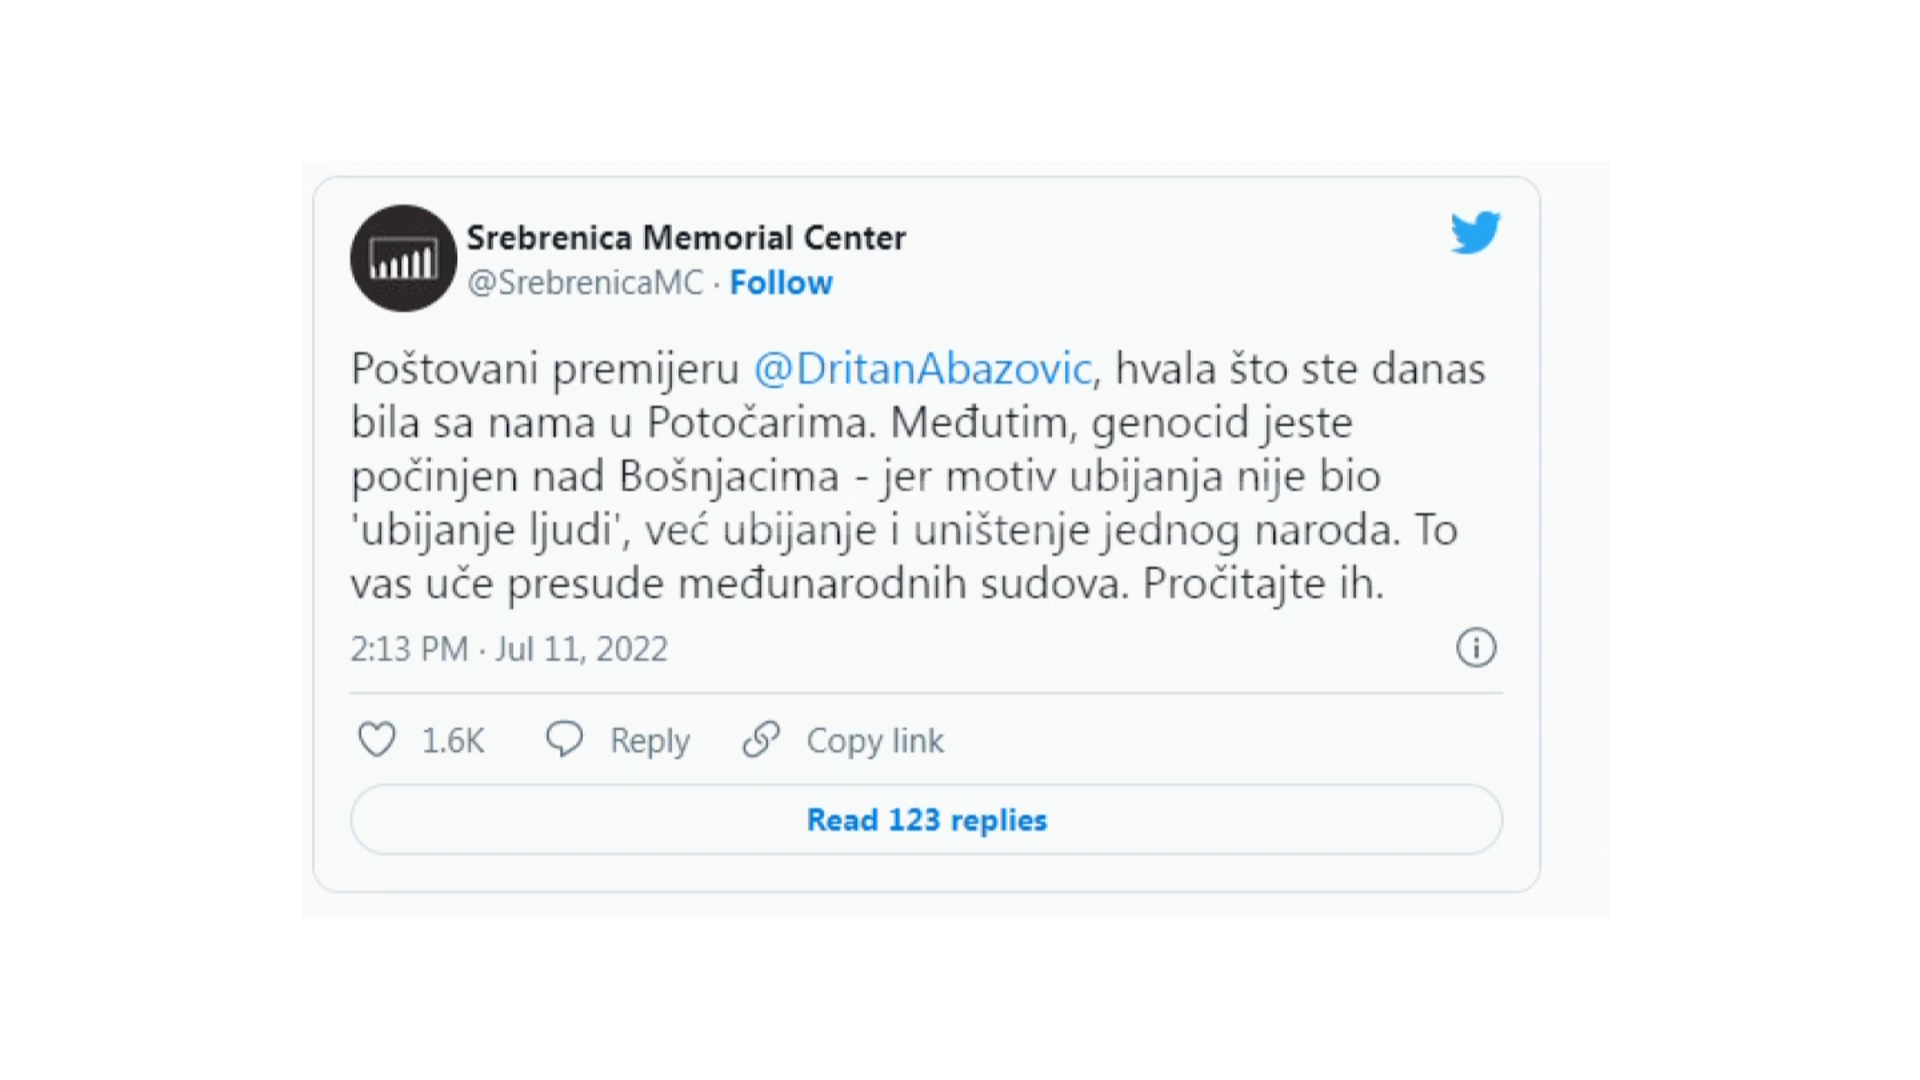 Srebrenica Memorial Center
@SrebrenicaMC · Follow
Poštovani premijeru @DritanAbazovic, hvala što ste danas
bila sa nama u Potočarima. Međutim, genocid jeste
počinjen nad Bošnjacima - jer motiv ubijanja nije bio
'ubijanje ljudi', već ubijanje i uništenje jednog naroda. To
vas uče presude međunarodnih sudova. Pročitajte ih.
2:13 PM · Jul 11, 2022
1.6K Reply Copy link
Read 123 replies